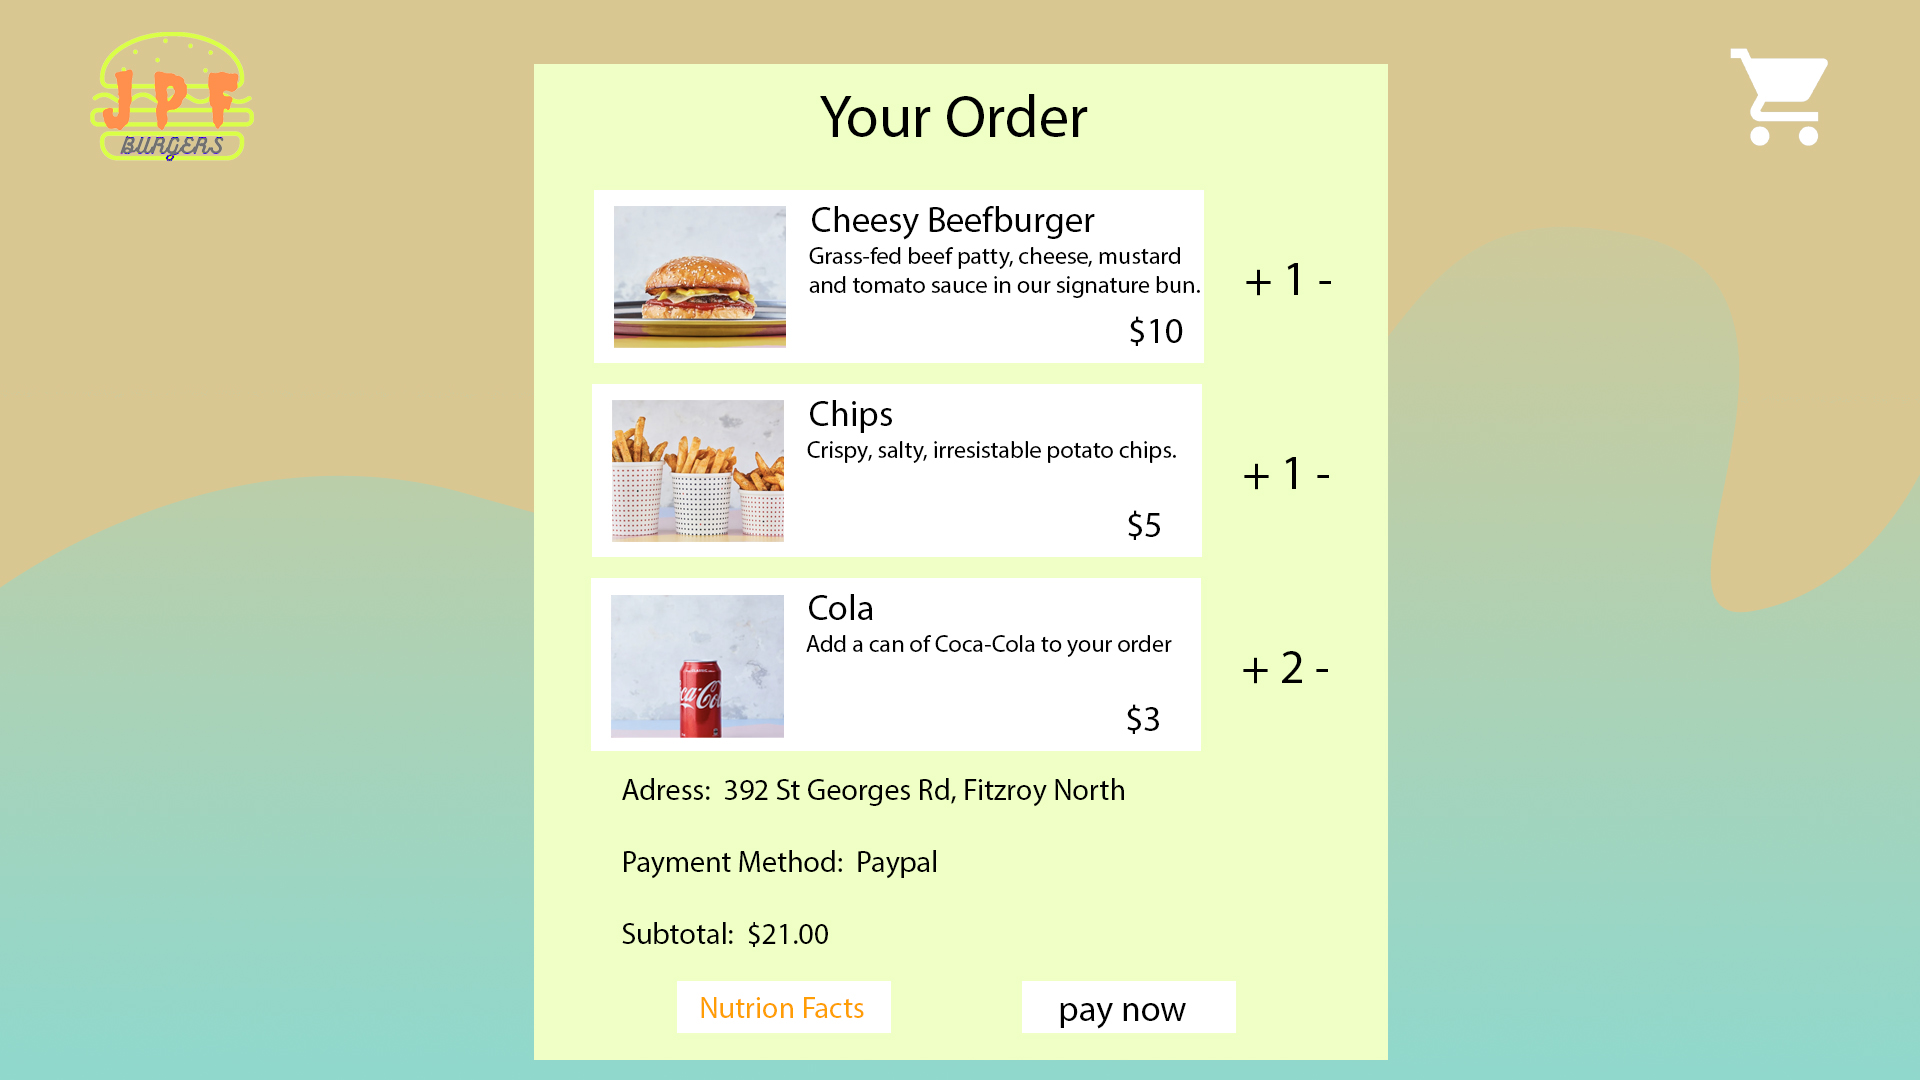 JPF
BURGERS
Your Order
Cheesy Beefburger
Grass-fed beef patty, cheese, mustard
and tomato sauce in our signature bun.
$10
+ 1 -
Chips
Crispy, salty, irresistable potato chips.
$5
+ 1 -
Cola
Add a can of Coca-Cola to your order
$3
+ 2 -
Adress: 392 St Georges Rd, Fitzroy North
Payment Method: Paypal
Subtotal: $21.00
Nutrion Facts
pay now